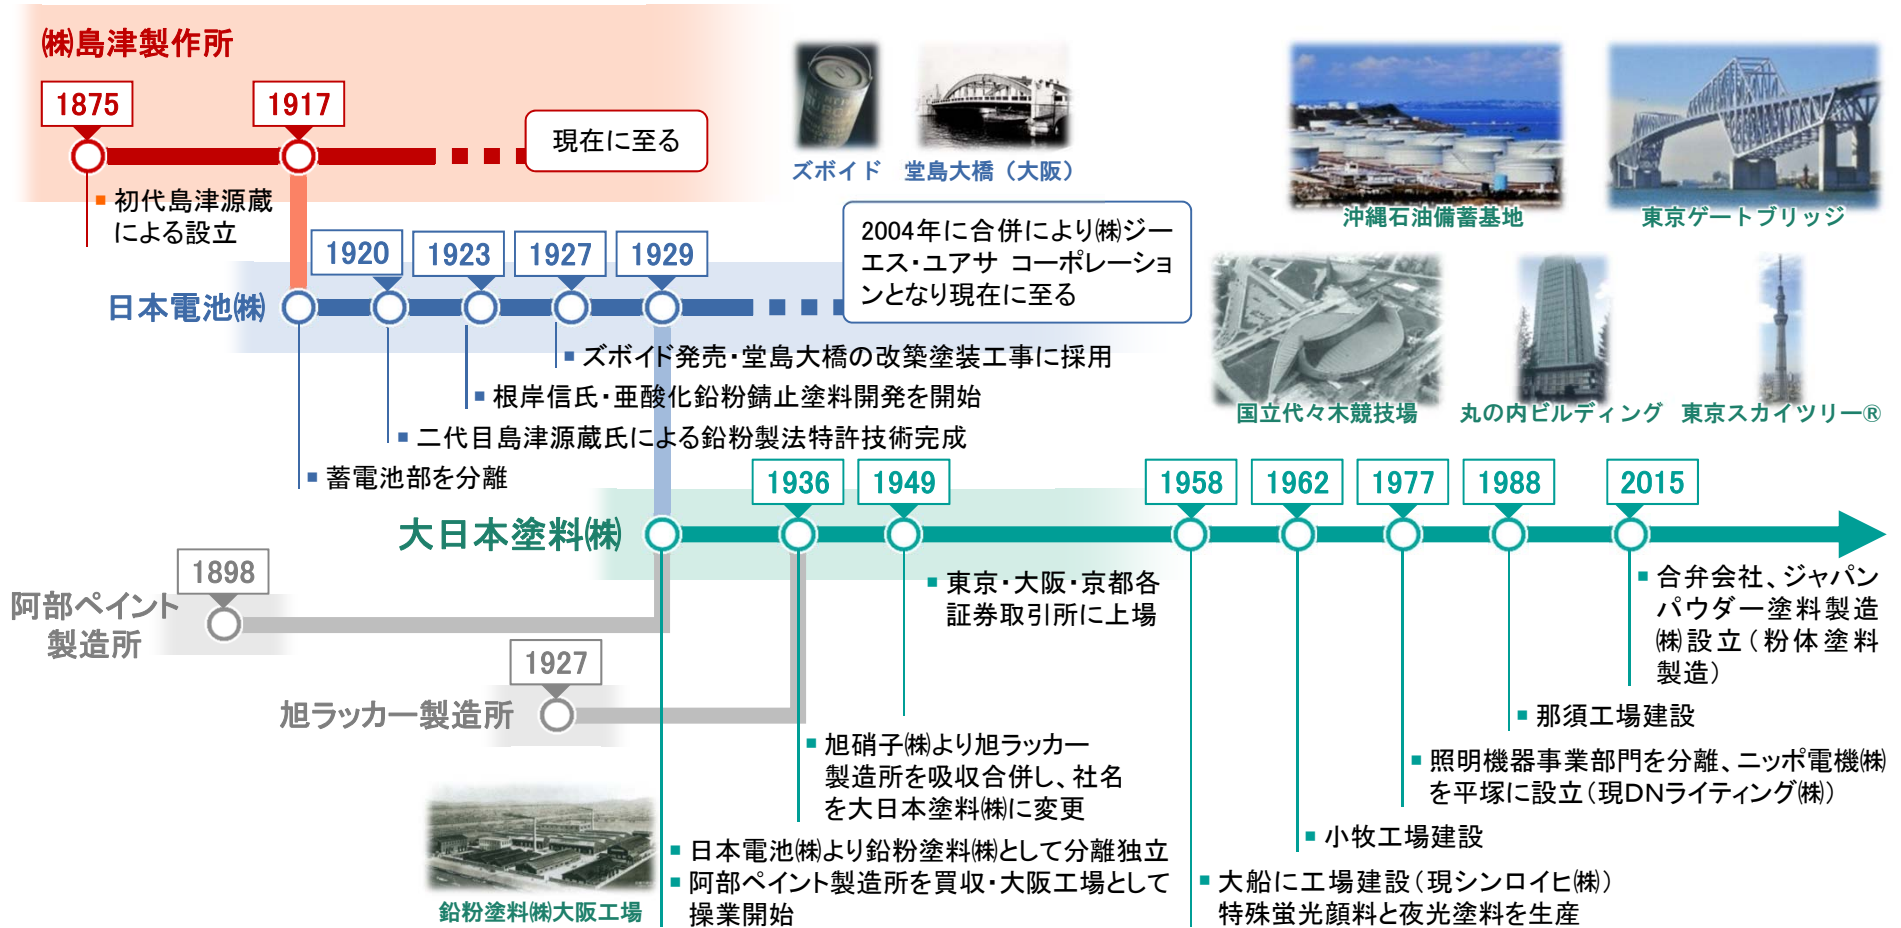 ㈱島津製作所
1875
1917
現在に至る
初代島津源蔵
による設立
ズボイド
堂島大橋（大阪）
沖縄石油備蓄基地
東京ゲートブリッジ
1920
1923
1927
1929
日本電池㈱
2004年に合併により㈱ジー
エス・ユアサ コーポレーショ
ンとなり現在に至る
ズボイド発売・堂島大橋の改築塗装工事に採用
根岸信氏・亜酸化鉛粉錆止塗料開発を開始
二代目島津源蔵氏による鉛粉製法特許技術完成
蓄電池部を分離
国立代々木競技場
丸の内ビルディング
東京スカイツリー®
1936
1949
1958
1962
1977
1988
2015
大日本塗料㈱
1898
阿部ペイント
製造所
1927
旭ラッカー製造所
東京・大阪・京都各
証券取引所に上場
合弁会社、ジャパン
パウダー塗料製造
㈱設立（粉体塗料
製造）
那須工場建設
旭硝子㈱より旭ラッカー
製造所を吸収合併し、社名
を大日本塗料㈱に変更
照明機器事業部門を分離、ニッポ電機㈱
を平塚に設立（現DNライティング㈱）
小牧工場建設
日本電池㈱より鉛粉塗料㈱として分離独立
阿部ペイント製造所を買収・大阪工場として
操業開始
大船に工場建設（現シンロイヒ㈱）
特殊蛍光顔料と夜光塗料を生産
鉛粉塗料㈱大阪工場